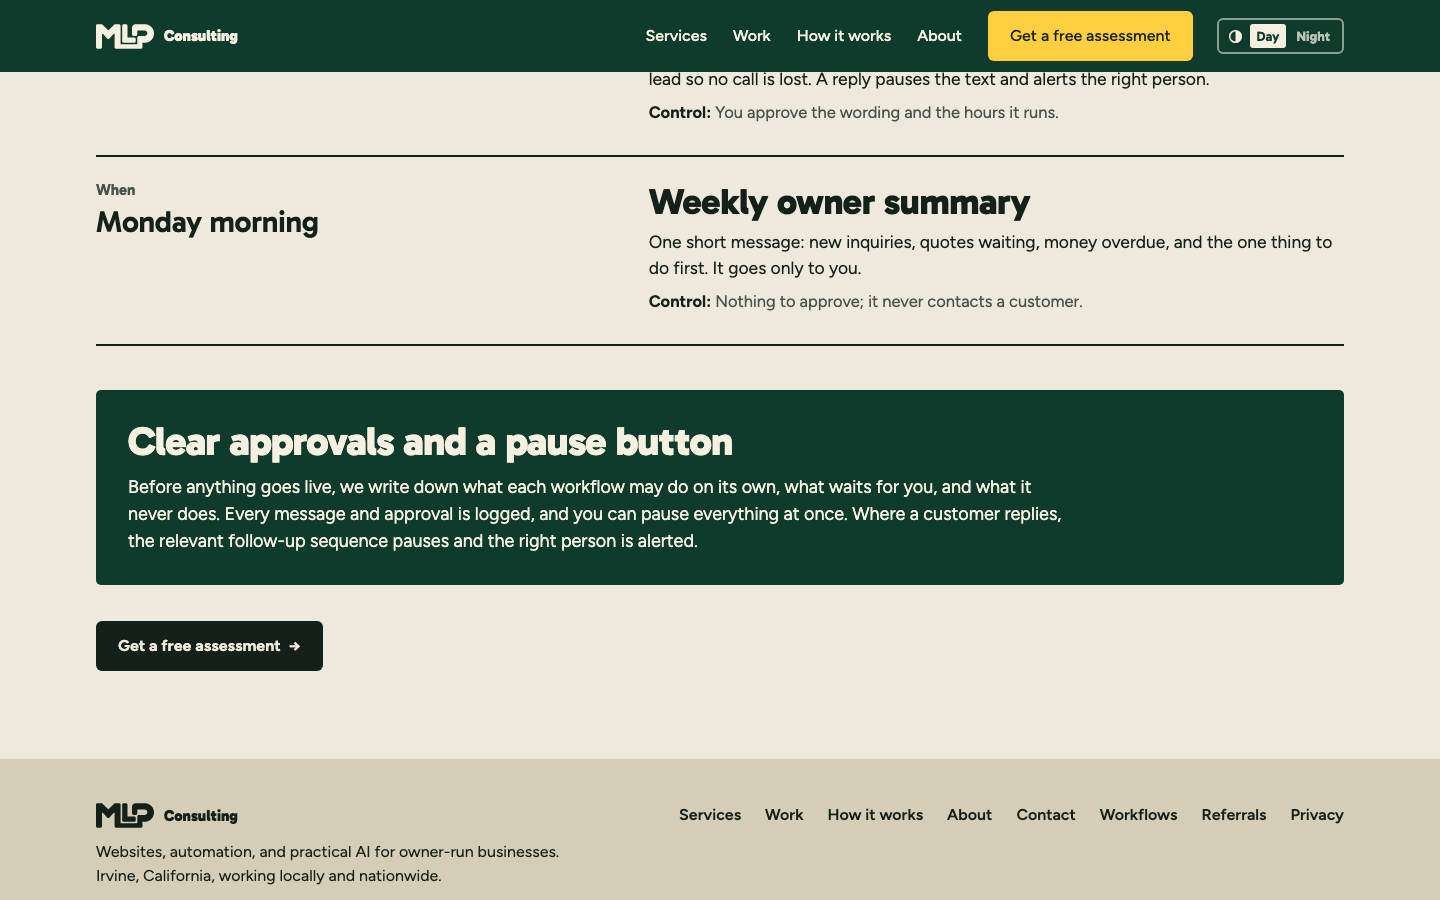 MLP Consulting
Services Work How it works About Get a free assessment Day Night
lead so no call is lost. A reply pauses the text and alerts the right person.
Control: You approve the wording and the hours it runs.
When
Monday morning
Weekly owner summary
One short message: new inquiries, quotes waiting, money overdue, and the one thing to
do first. It goes only to you.
Control: Nothing to approve; it never contacts a customer.
Clear approvals and a pause button
Before anything goes live, we write down what each workflow may do on its own, what waits for you, and what it
never does. Every message and approval is logged, and you can pause everything at once. Where a customer replies,
the relevant follow-up sequence pauses and the right person is alerted.
Get a free assessment →
MLP Consulting
Services Work How it works About Contact Workflows Referrals Privacy
Websites, automation, and practical AI for owner-run businesses.
Irvine, California, working locally and nationwide.